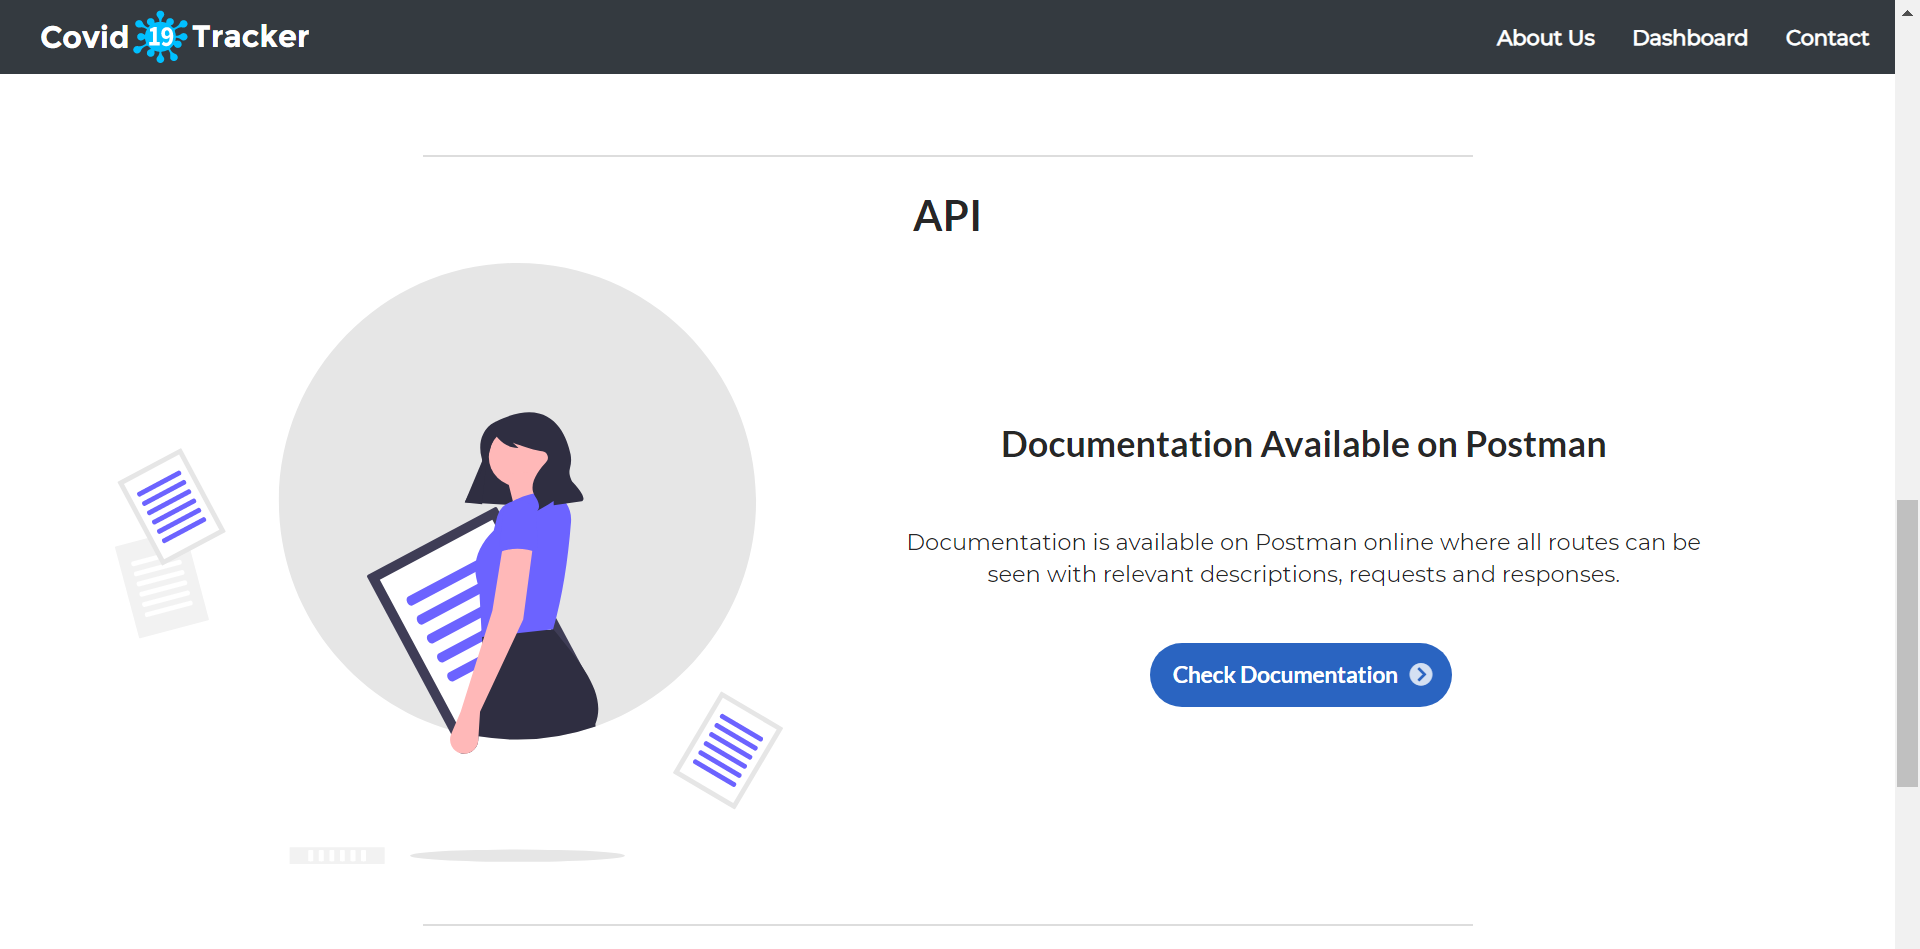 Covid 19 Tracker
About Us
Dashboard
Contact
API
Documentation Available on Postman
Documentation is available on Postman online where all routes can be
seen with relevant descriptions, requests and responses.
Check Documentation